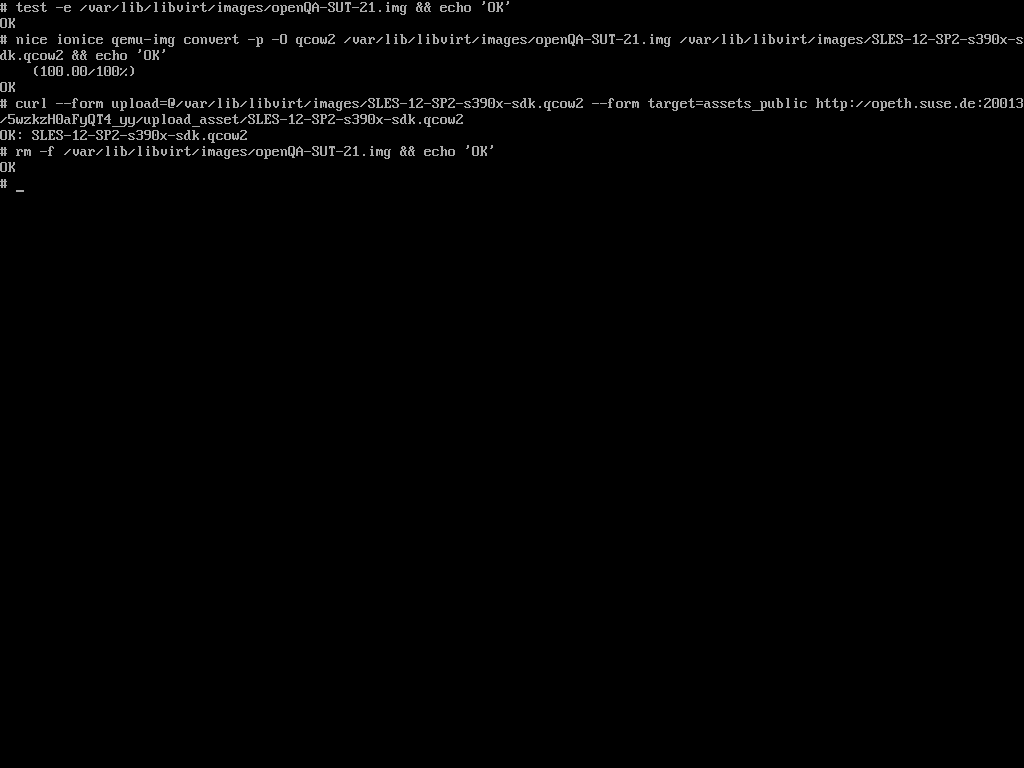 # test -e /var/lib/libvirt/images/openQA-SUT-21.img && echo 'OK'
OK
# nice ionice qemu-img convert -p -O qcow2 /var/lib/libvirt/images/openQA-SUT-21.img /var/lib/libvirt/images/SLES-12-SP2-s390x-s
dk.qcow2 && echo 'OK'
    (100.00/100%)
OK
# curl --form upload=@/var/lib/libvirt/images/SLES-12-SP2-s390x-sdk.qcow2 --form target=assets_public http://opeth.suse.de:20013
/5wzkzH0aFyQT4_yy/upload_asset/SLES-12-SP2-s390x-sdk.qcow2
OK: SLES-12-SP2-s390x-sdk.qcow2
# rm -f /var/lib/libvirt/images/openQA-SUT-21.img && echo 'OK'
OK
# _